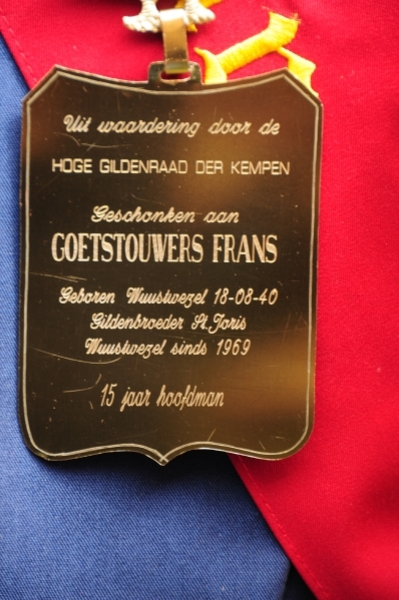 Uit waardering door de
HOGE GILDENRAAD DER KEMPEN
Geschonken aan
GOETSTOUWERS FRANS
Geboren Wuustwezel 18-08-40
Gildenbroeder St. Joris
Wuustwezel sinds 1969
15 jaar hoofdman